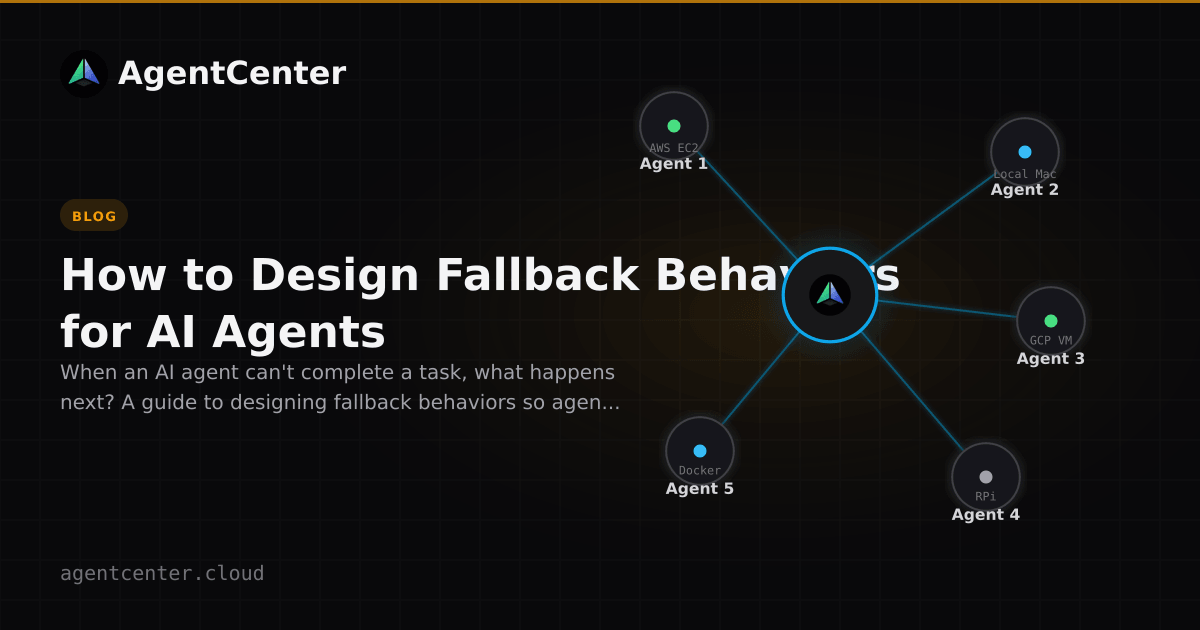 AgentCenter
BLOG
How to Design Fallback Behaviors
for AI Agents
When an AI agent can't complete a task, what happens
next? A guide to designing fallback behaviors so agen...
agentcenter.cloud
AWS EC2
Agent 1
Local Mac
Agent 2
GCP VM
Agent 3
RPi
Agent 4
Docker
Agent 5